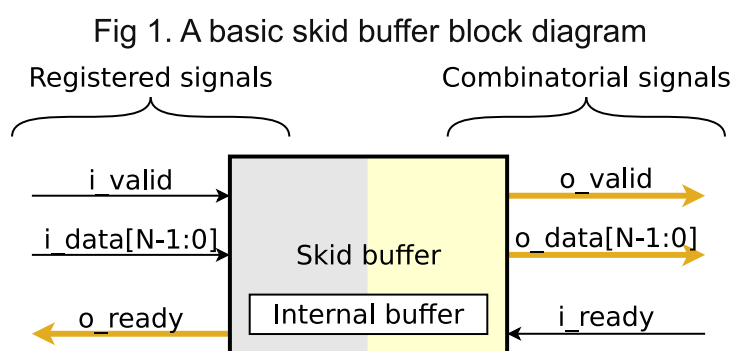 Fig 1. A basic skid buffer block diagram
Registered signals
Combinatorial signals
i_valid
o_valid
i_data[N-1:0]
o_data[N-1:0]
Skid buffer
Internal buffer
o_ready
i_ready